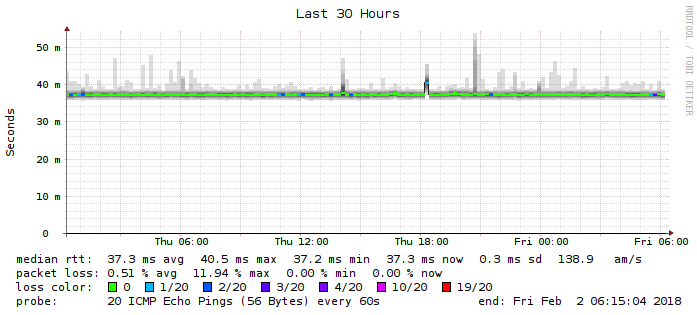 Last 30 Hours
RRDTOOL / TOBI OETIKER
Seconds
50 m
40 m
30 m
20 m
10 m
0
Thu 06:00 Thu 12:00 Thu 18:00 Fri 00:00 Fri 06:00
median rtt: 37.3 ms avg 40.5 ms max 37.2 ms min 37.3 ms now 0.3 ms sd 138.9 am/s
packet loss: 0.51 % avg 11.94 % max 0.00 % min 0.00 % now
loss color: 0 1/20 2/20 3/20 4/20 10/20 19/20
probe: 20 ICMP Echo Pings (56 Bytes) every 60s end: Fri Feb 2 06:15:04 2018